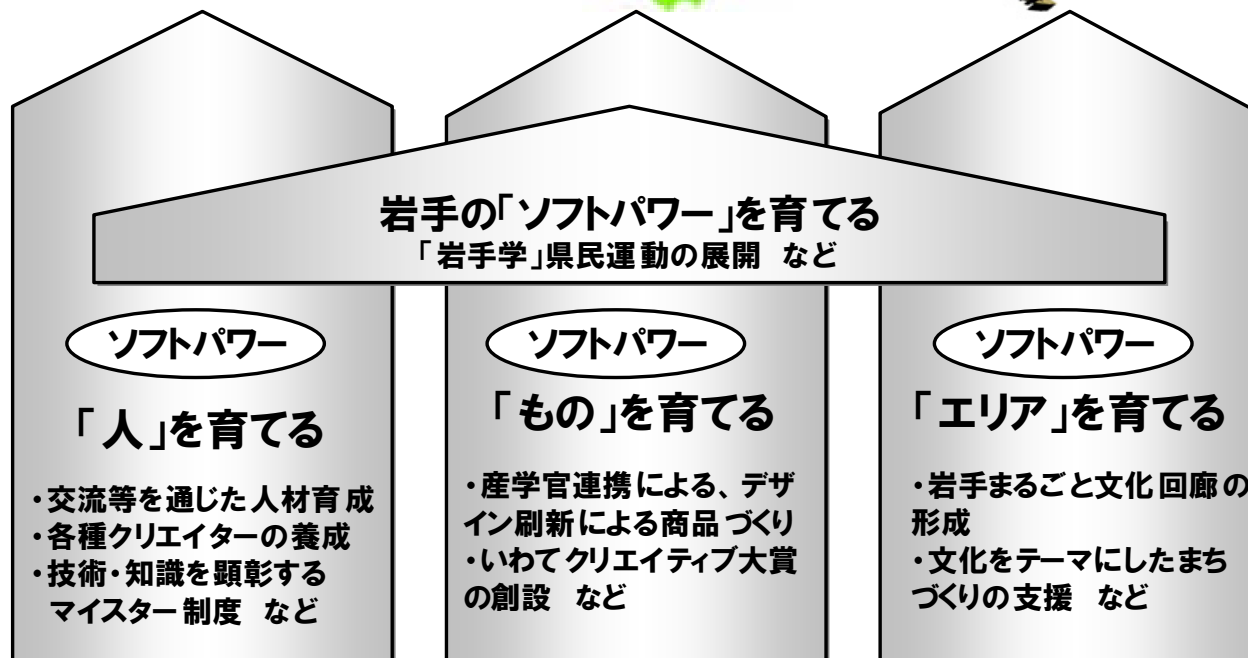 岩手の「ソフトパワー」を育てる
「岩手学」県民運動の展開 など
ソフトパワー
「人」を育てる
・交流等を通じた人材育成
・各種クリエイターの養成
・技術・知識を顕彰する
マイスター制度 など
ソフトパワー
「もの」を育てる
・産学官連携による、デザ
イン刷新による商品づくり
・いわてクリエイティブ大賞
の創設 など
ソフトパワー
「エリア」を育てる
・岩手まるごと文化回廊の
形成
・文化をテーマにしたまち
づくりの支援 など